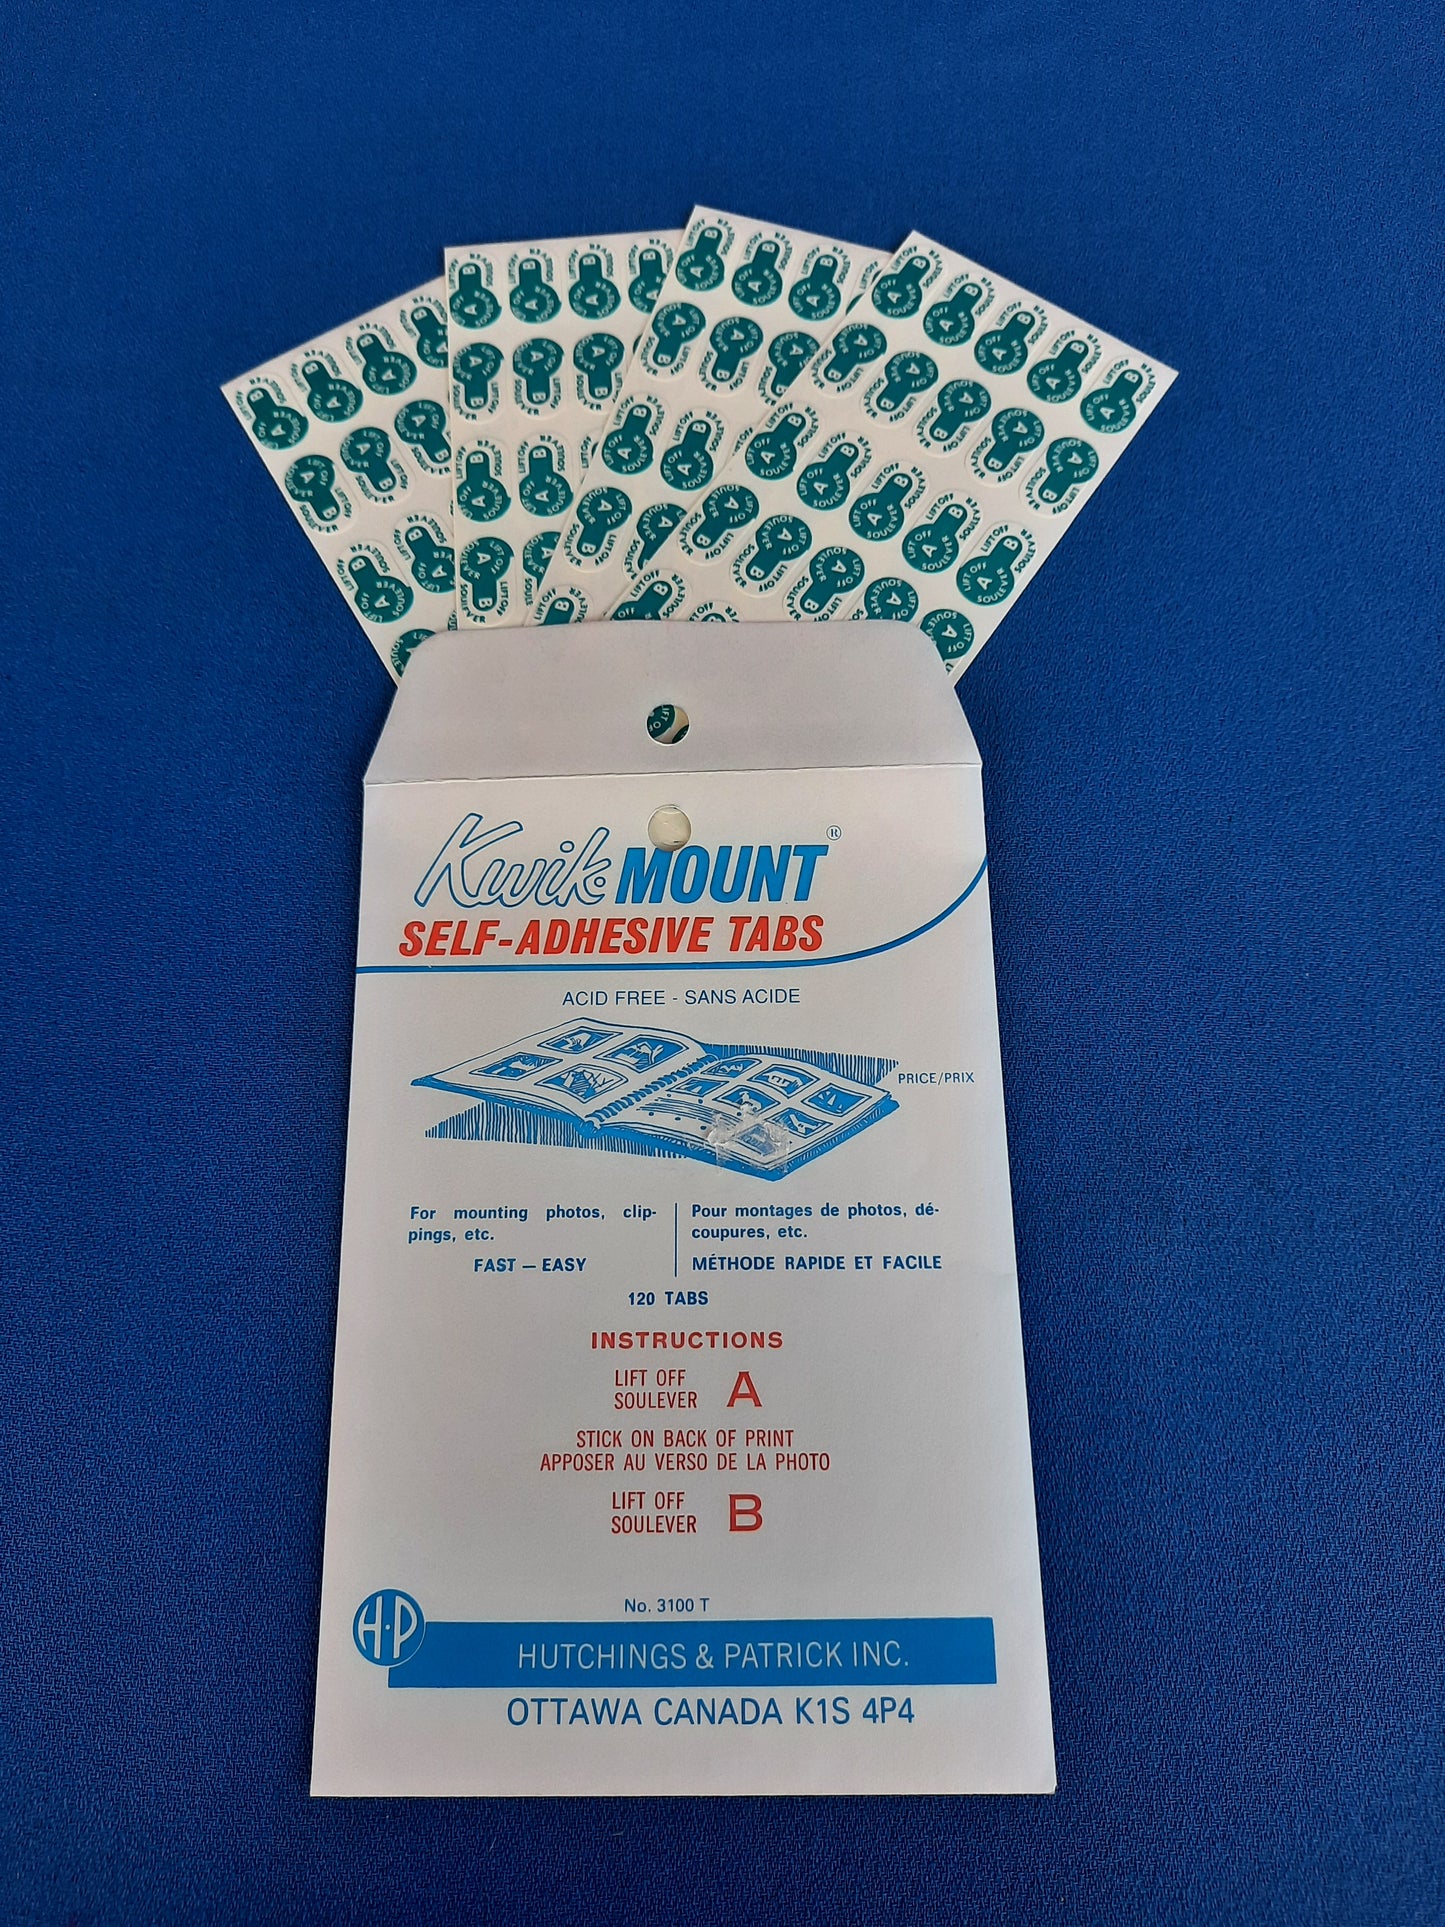 Kwik MOUNT ®
SELF-ADHESIVE TABS
ACID FREE - SANS ACIDE
PRICE/PRIX
For mounting photos, clip-
pings, etc.
FAST — EASY
Pour montages de photos, dé-
coupures, etc.
MÉTHODE RAPIDE ET FACILE
120 TABS
INSTRUCTIONS
LIFT OFF
SOULEVER A
STICK ON BACK OF PRINT
APPOSER AU VERSO DE LA PHOTO
LIFT OFF
SOULEVER B
No. 3100 T
H·P
HUTCHINGS & PATRICK INC.
OTTAWA CANADA K1S 4P4